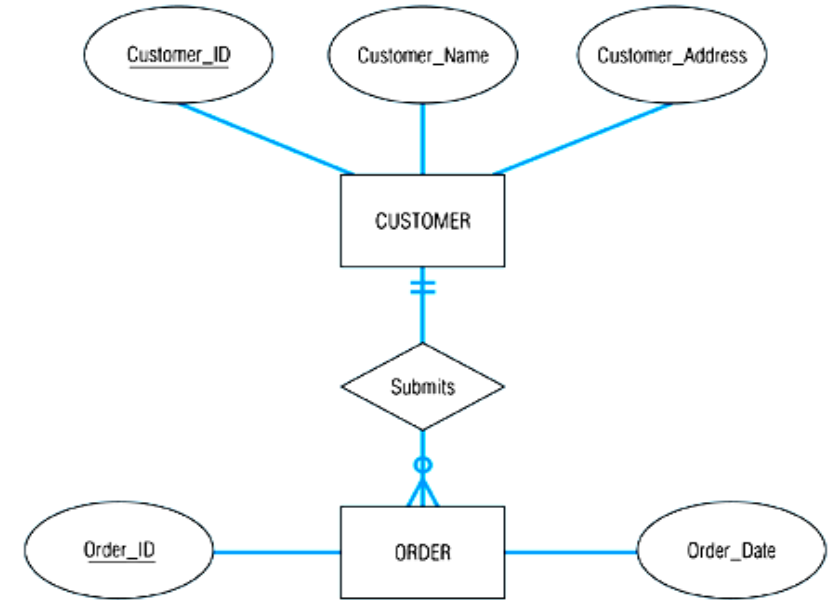 Customer_ID
Customer_Name
Customer_Address
CUSTOMER
Submits
Order_ID
ORDER
Order_Date